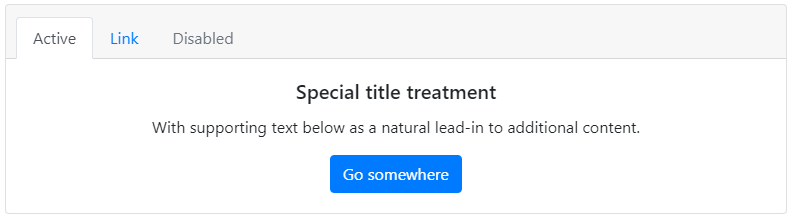 Active Link Disabled
Special title treatment
With supporting text below as a natural lead-in to additional content.
Go somewhere